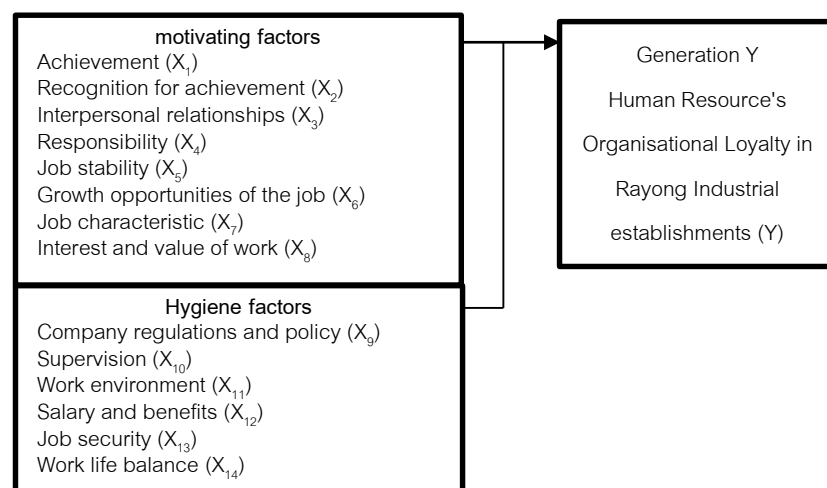 motivating factors
Achievement (X₁)
Recognition for achievement (X₂)
Interpersonal relationships (X₃)
Responsibility (X₄)
Job stability (X₅)
Growth opportunities of the job (X₆)
Job characteristic (X₇)
Interest and value of work (X₈)
Hygiene factors
Company regulations and policy (X₉)
Supervision (X₁₀)
Work environment (X₁₁)
Salary and benefits (X₁₂)
Job security (X₁₃)
Work life balance (X₁₄)
Generation Y
Human Resource's
Organisational Loyalty in
Rayong Industrial
establishments (Y)